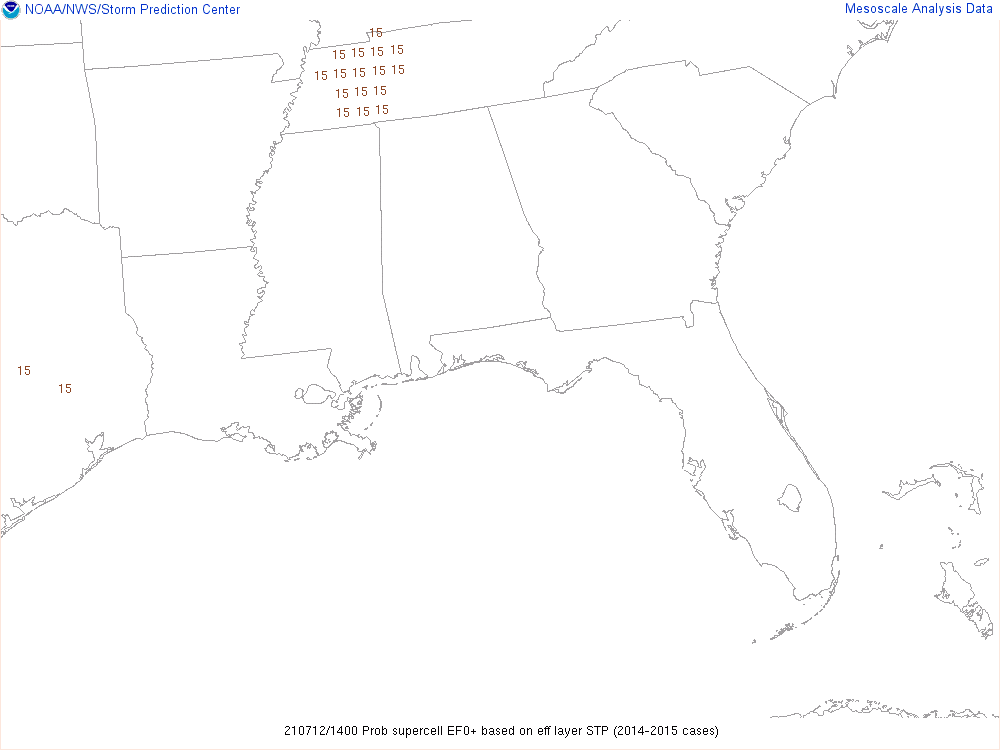 NOAA/NWS/Storm Prediction Center
Mesoscale Analysis Data
15
15 15 15 15
15 15 15 15 15
15 15 15
15 15 15
15
15
210712/1400 Prob supercell EF0+ based on eff layer STP (2014-2015 cases)